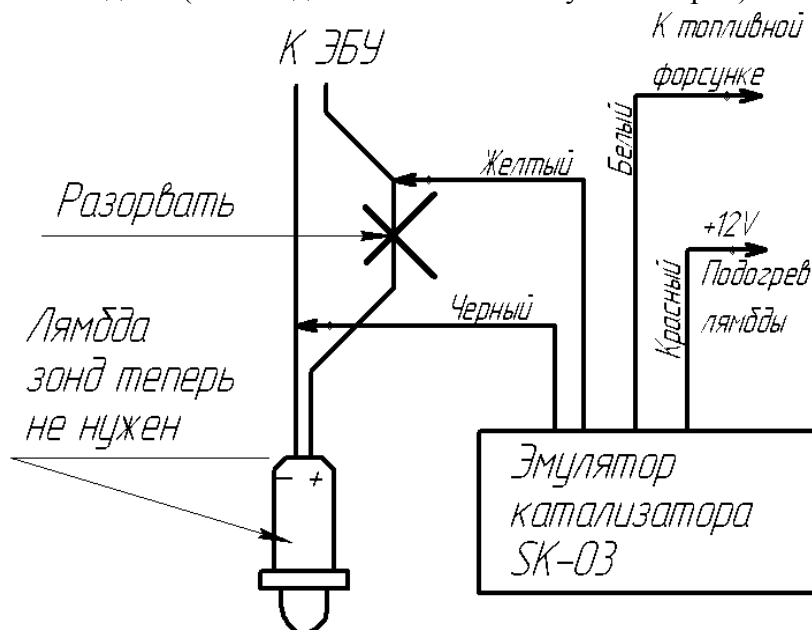 К ЭБУ
К топливной
форсунке
Белый
Желтый
Разорвать
+12V
Подогрев
лямбды
Красный
Черный
Лямбда
зонд теперь
не нужен
– +
Эмулятор
катализатора
SK-03